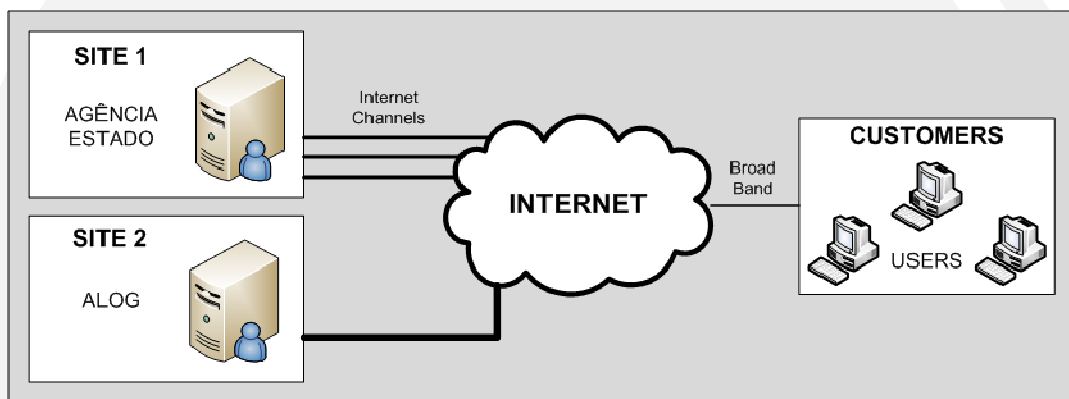 SITE 1
AGÊNCIA
ESTADO
Internet
Channels
SITE 2
ALOG
INTERNET
Broad
Band
CUSTOMERS
USERS